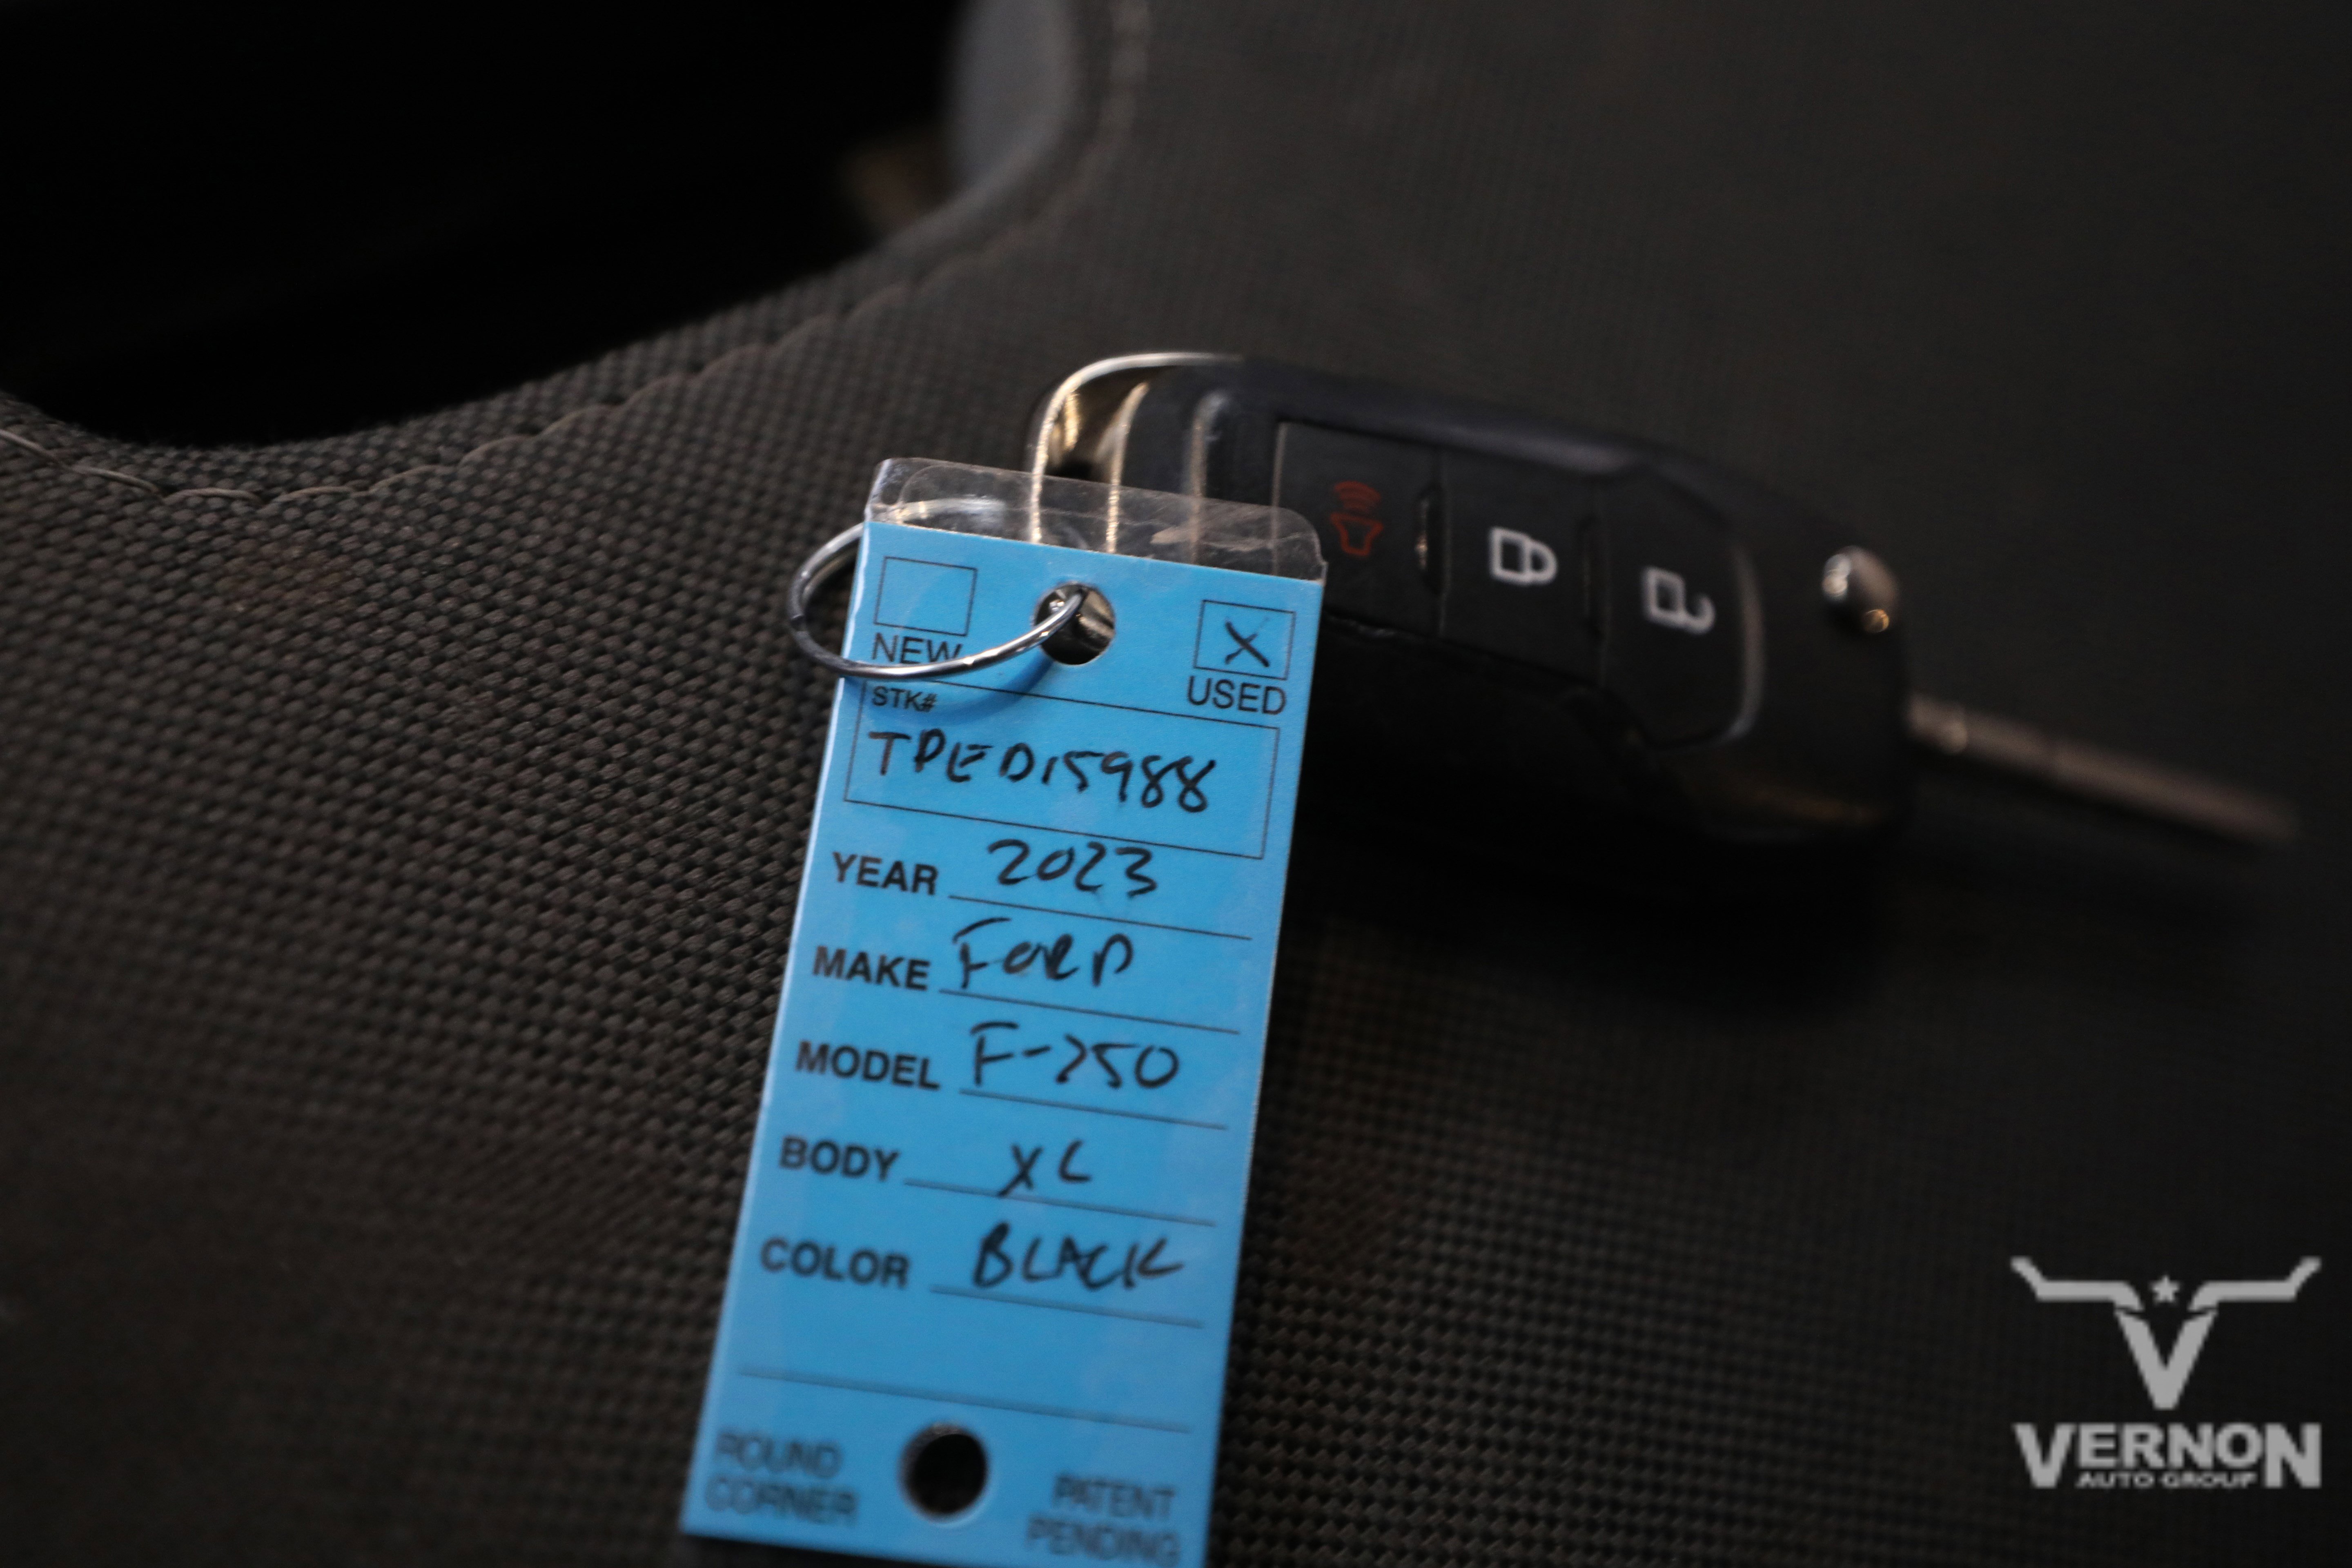 NEW
USED
X
STK#
TPED15988
YEAR 2023
MAKE FORD
MODEL F-250
BODY XL
COLOR BLACK
ROUND CORNER
PATENT PENDING
VERNON
AUTO GROUP